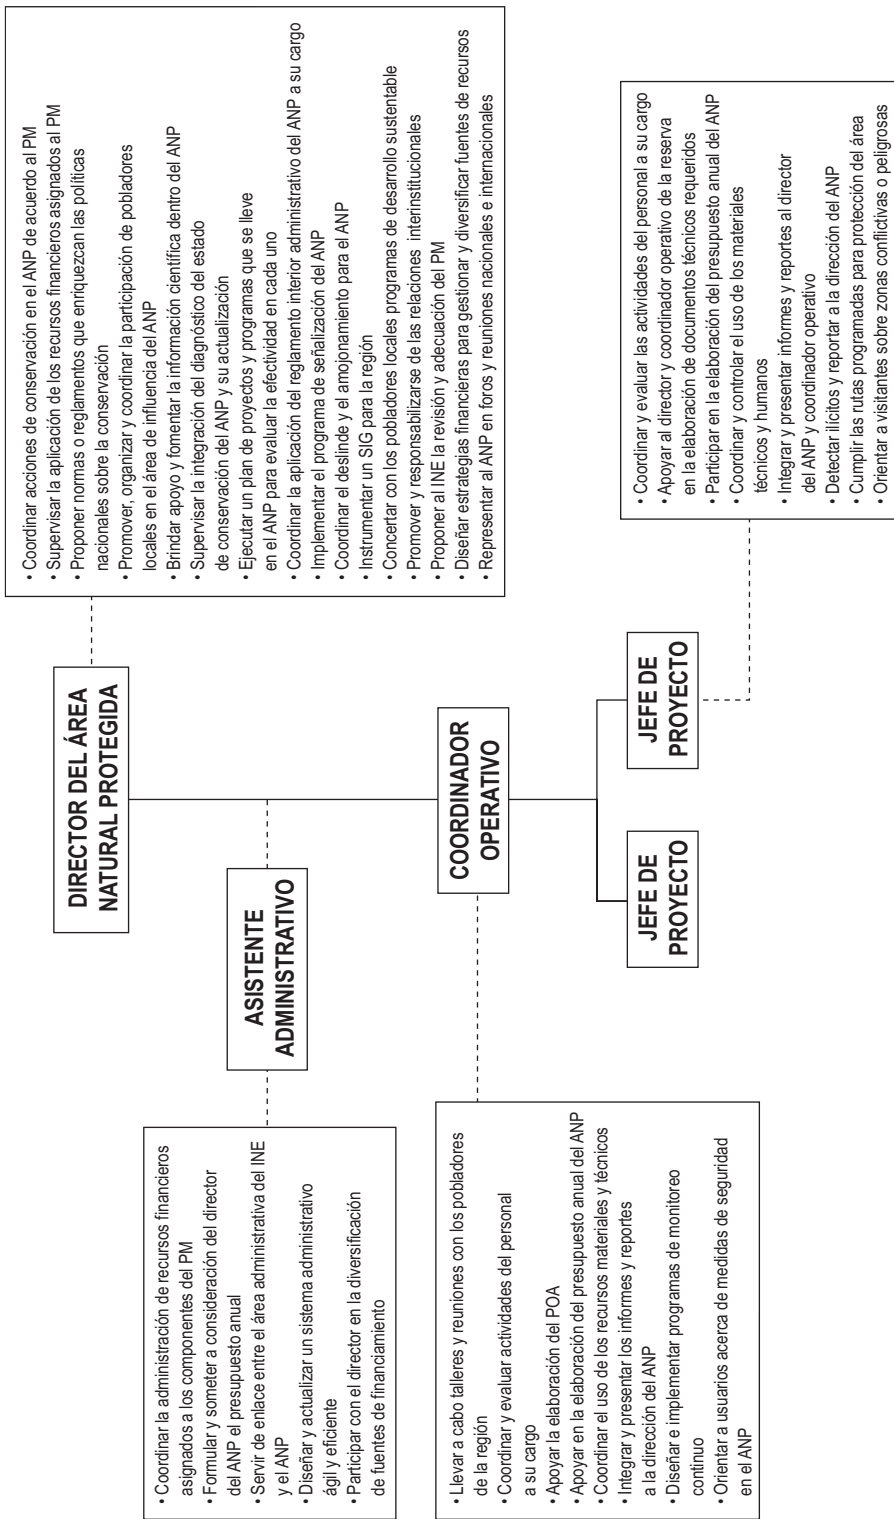 DIRECTOR DEL ÁREA
NATURAL PROTEGIDA
• Coordinar acciones de conservación en el ANP de acuerdo al PM
• Supervisar la aplicación de los recursos financieros asignados al PM
• Proponer normas o reglamentos que enriquezcan las políticas
nacionales sobre la conservación
• Promover, organizar y coordinar la participación de pobladores
locales en el área de influencia del ANP
• Brindar apoyo y fomentar la información científica dentro del ANP
• Supervisar la integración del diagnóstico del estado
de conservación del ANP y su actualización
• Ejecutar un plan de proyectos y programas que se lleve
en el ANP para evaluar la efectividad en cada uno
• Coordinar la aplicación del reglamento interior administrativo del ANP a su cargo
• Implementar el programa de señalización del ANP
• Coordinar el deslinde y el amojonamiento para el ANP
• Instrumentar un SIG para la región
• Concertar con los pobladores locales programas de desarrollo sustentable
• Promover y responsabilizarse de las relaciones interinstitucionales
• Proponer al INE la revisión y adecuación del PM
• Diseñar estrategias financieras para gestionar y diversificar fuentes de recursos
• Representar al ANP en foros y reuniones nacionales e internacionales
ASISTENTE
ADMINISTRATIVO
• Coordinar la administración de recursos financieros
asignados a los componentes del PM
• Formular y someter a consideración del director
del ANP el presupuesto anual
• Servir de enlace entre el área administrativa del INE
y el ANP
• Diseñar y actualizar un sistema administrativo
ágil y eficiente
• Participar con el director en la diversificación
de fuentes de financiamiento
COORDINADOR
OPERATIVO
• Llevar a cabo talleres y reuniones con los pobladores
de la región
• Coordinar y evaluar actividades del personal
a su cargo
• Apoyar la elaboración del POA
• Apoyar en la elaboración del presupuesto anual del ANP
• Coordinar el uso de los recursos materiales y técnicos
• Integrar y presentar los informes y reportes
a la dirección del ANP
• Diseñar e implementar programas de monitoreo
continuo
• Orientar a usuarios acerca de medidas de seguridad
en el ANP
JEFE DE
PROYECTO
JEFE DE
PROYECTO
• Coordinar y evaluar las actividades del personal a su cargo
• Apoyar al director y coordinador operativo de la reserva
en la elaboración de documentos técnicos requeridos
• Participar en la elaboración del presupuesto anual del ANP
• Coordinar y controlar el uso de los materiales
técnicos y humanos
• Integrar y presentar informes y reportes al director
del ANP y coordinador operativo
• Detectar ilícitos y reportar a la dirección del ANP
• Cumplir las rutas programadas para protección del área
• Orientar a visitantes sobre zonas conflictivas o peligrosas